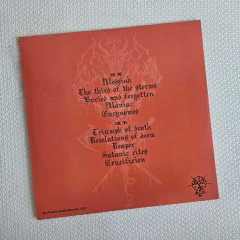 Messiah
The third of the storms
Buried and forgotten
Maniac
Eurynomos
Triumph of death
Revelations of doom
Reaper
Satanic rites
Crucifixion